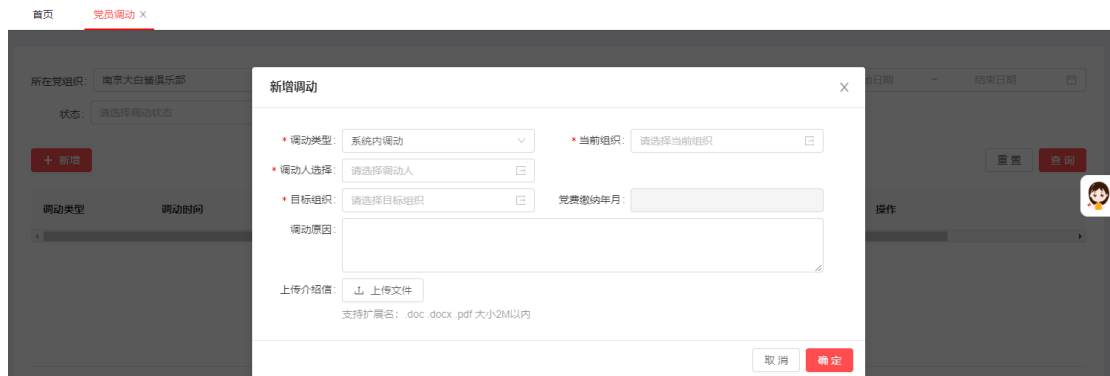 首页 党员调动 ×
所在党组织: 南京大白鲨俱乐部 日期 ~ 结束日期
状态: 请选择调动状态
+ 新增 重置 查询
调动类型 调动时间 操作
新增调动
* 调动类型: 系统内调动 * 当前组织: 请选择当前组织
* 调动人选择: 请选择调动人
* 目标组织: 请选择目标组织 党费缴纳年月:
调动原因:
上传介绍信: 上传文件
支持扩展名: .doc .docx .pdf 大小2M以内
取消 确定